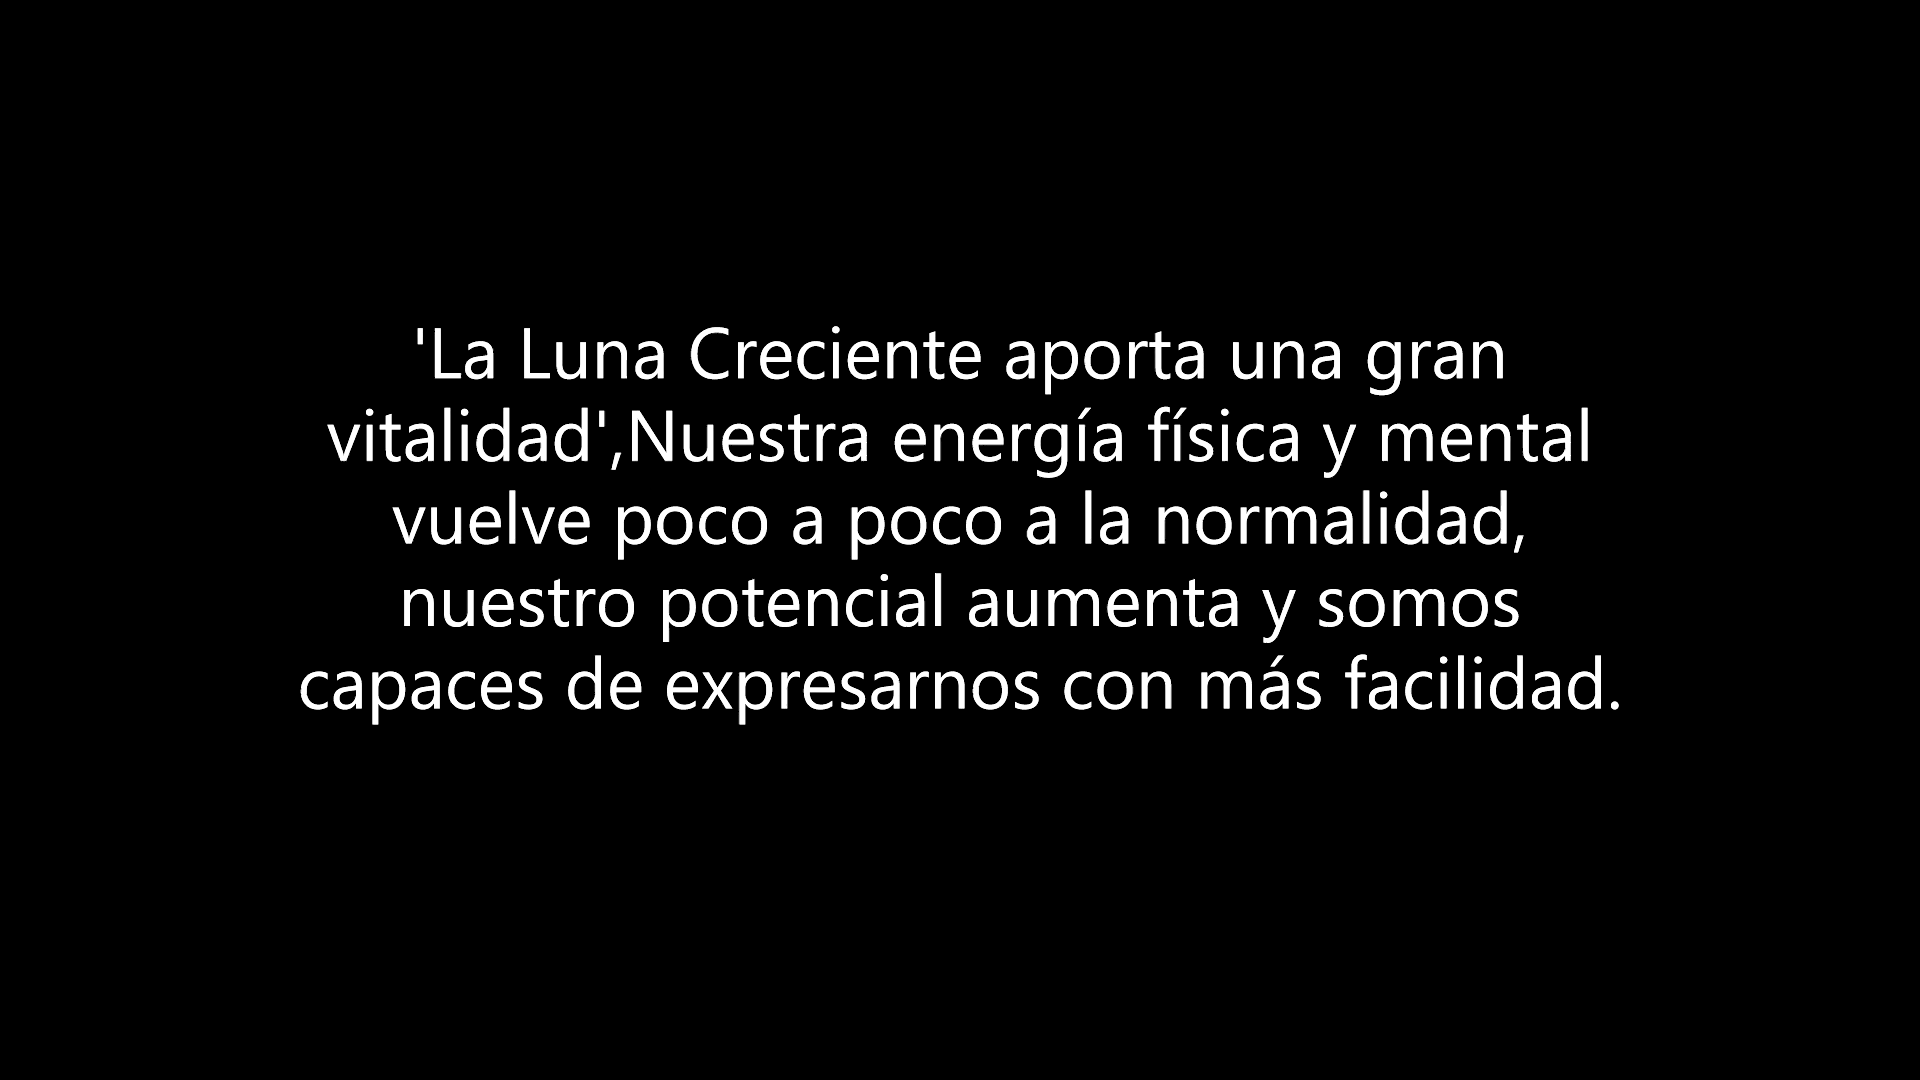 'La Luna Creciente aporta una gran
vitalidad',Nuestra energía física y mental
vuelve poco a poco a la normalidad,
nuestro potencial aumenta y somos
capaces de expresarnos con más facilidad.